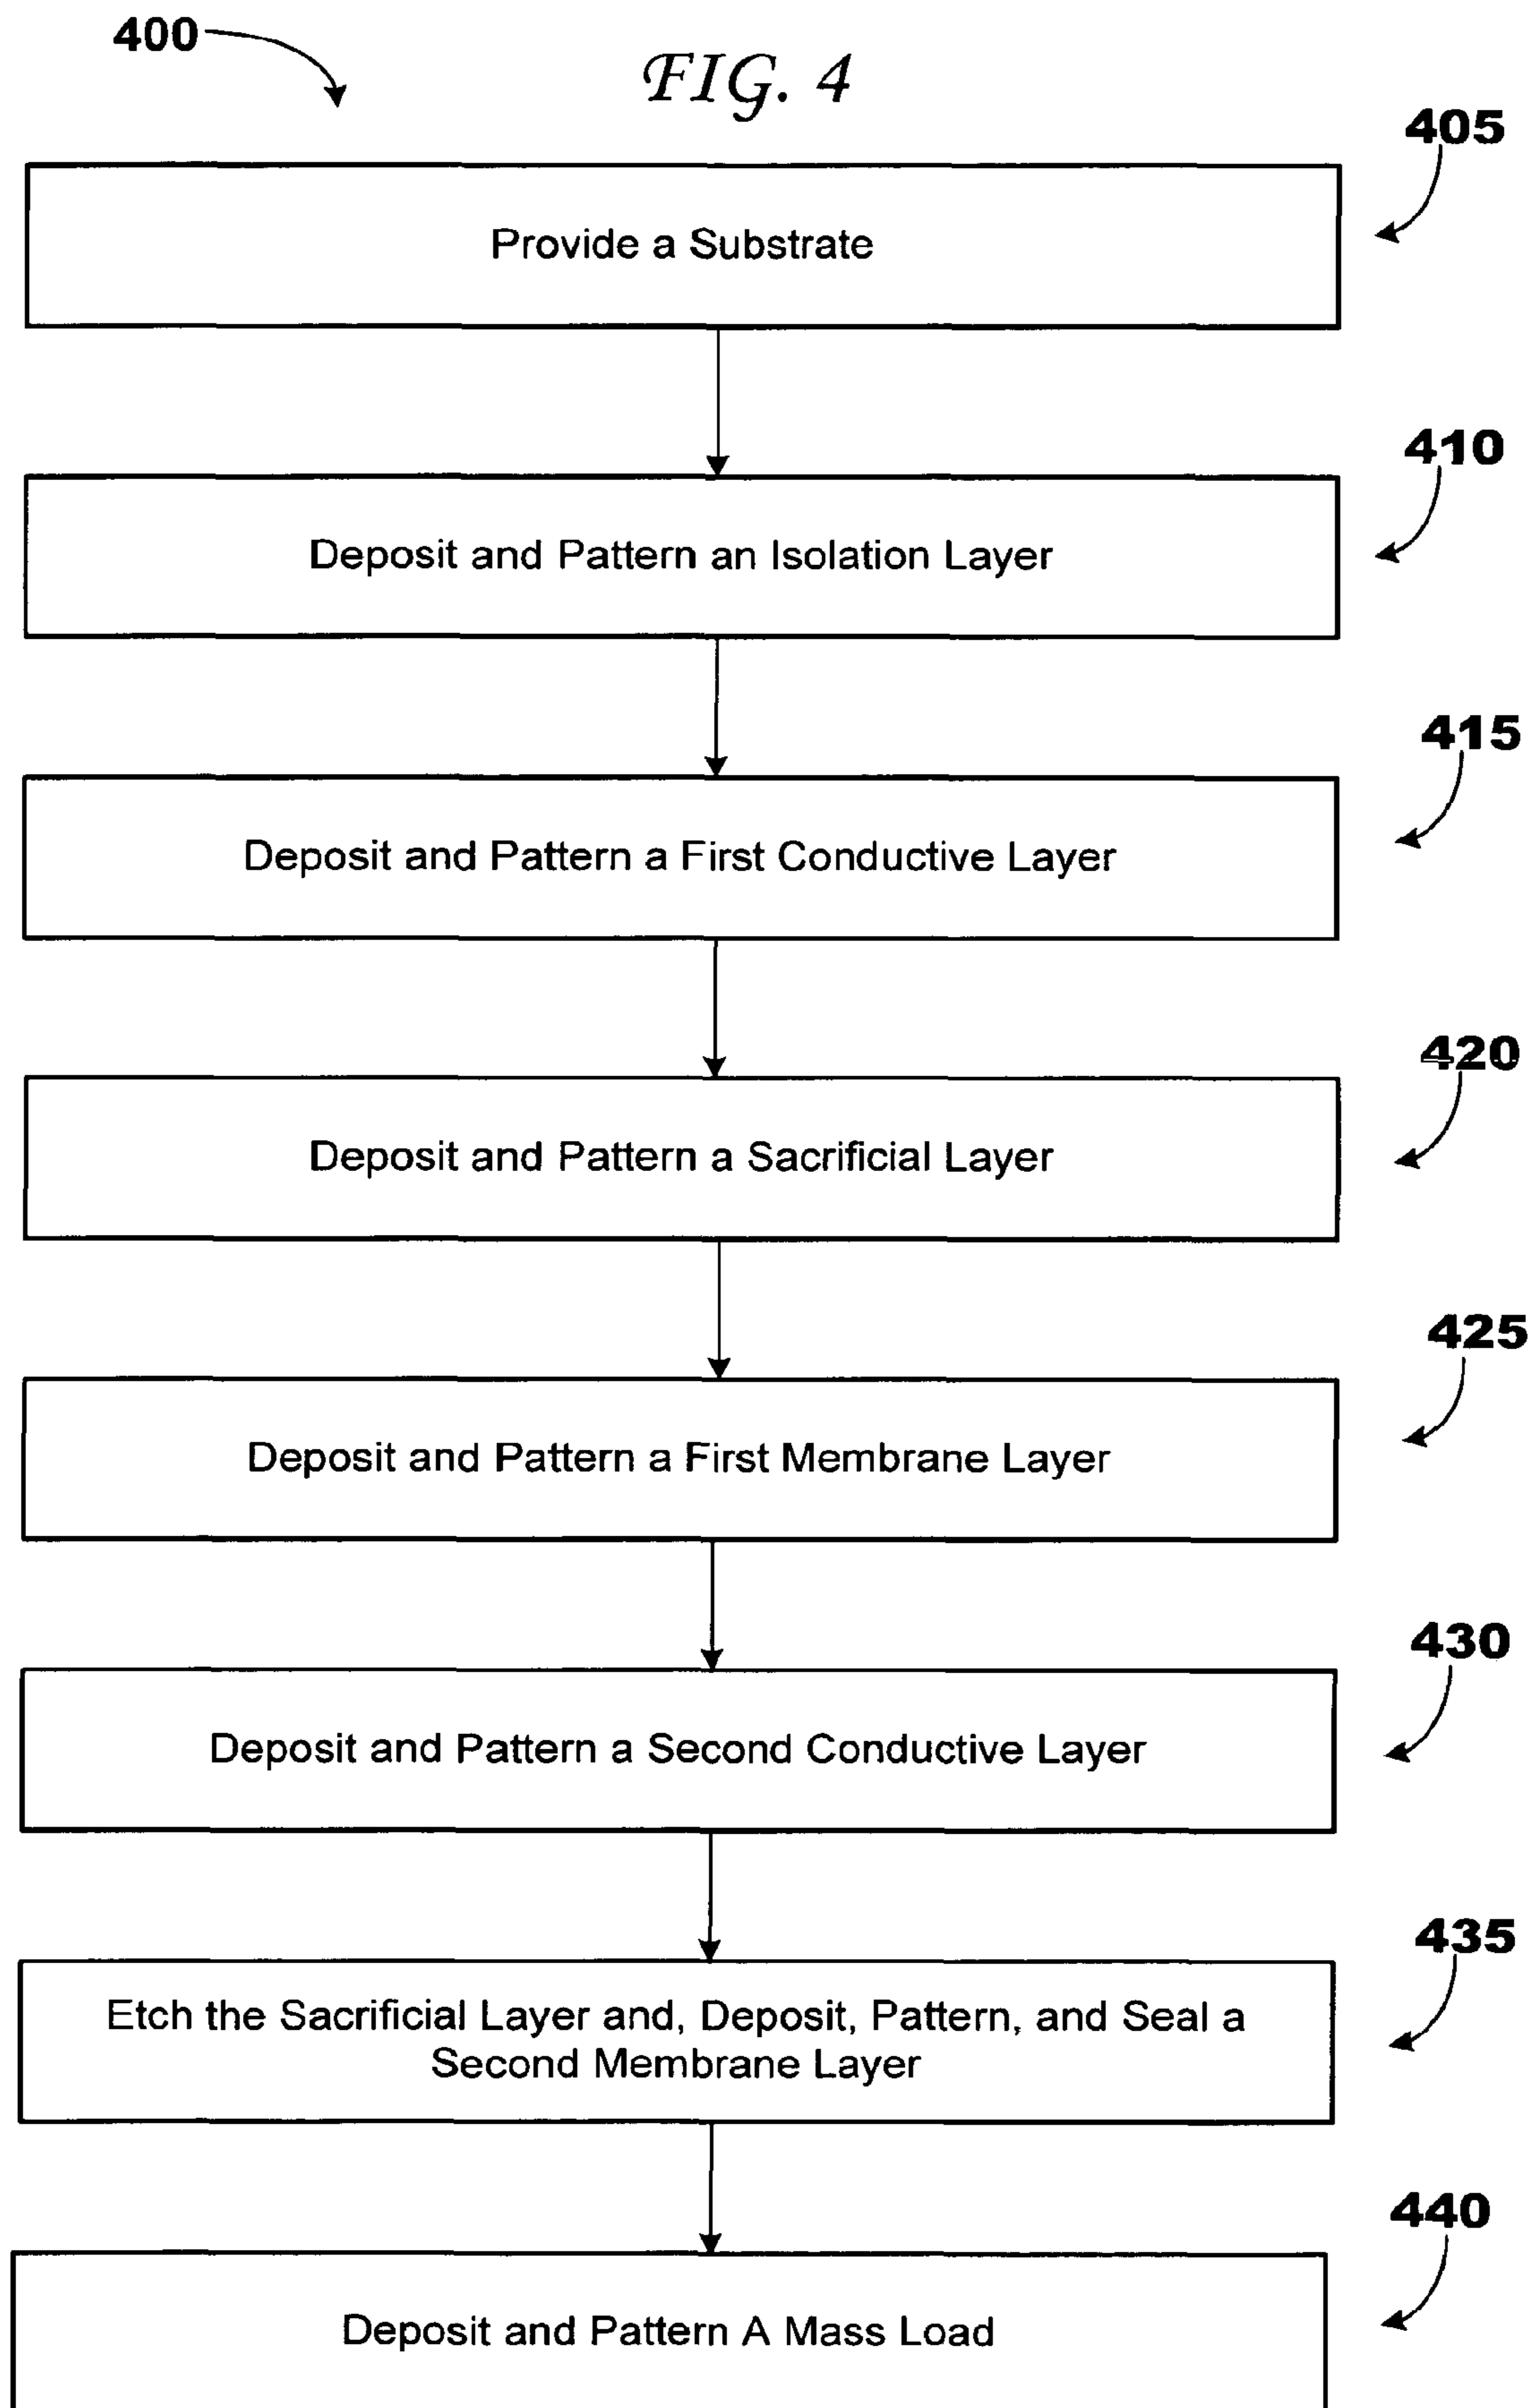 400
FIG. 4
405
Provide a Substrate
410
Deposit and Pattern an Isolation Layer
415
Deposit and Pattern a First Conductive Layer
420
Deposit and Pattern a Sacrificial Layer
425
Deposit and Pattern a First Membrane Layer
430
Deposit and Pattern a Second Conductive Layer
435
Etch the Sacrificial Layer and, Deposit, Pattern, and Seal a
Second Membrane Layer
440
Deposit and Pattern A Mass Load